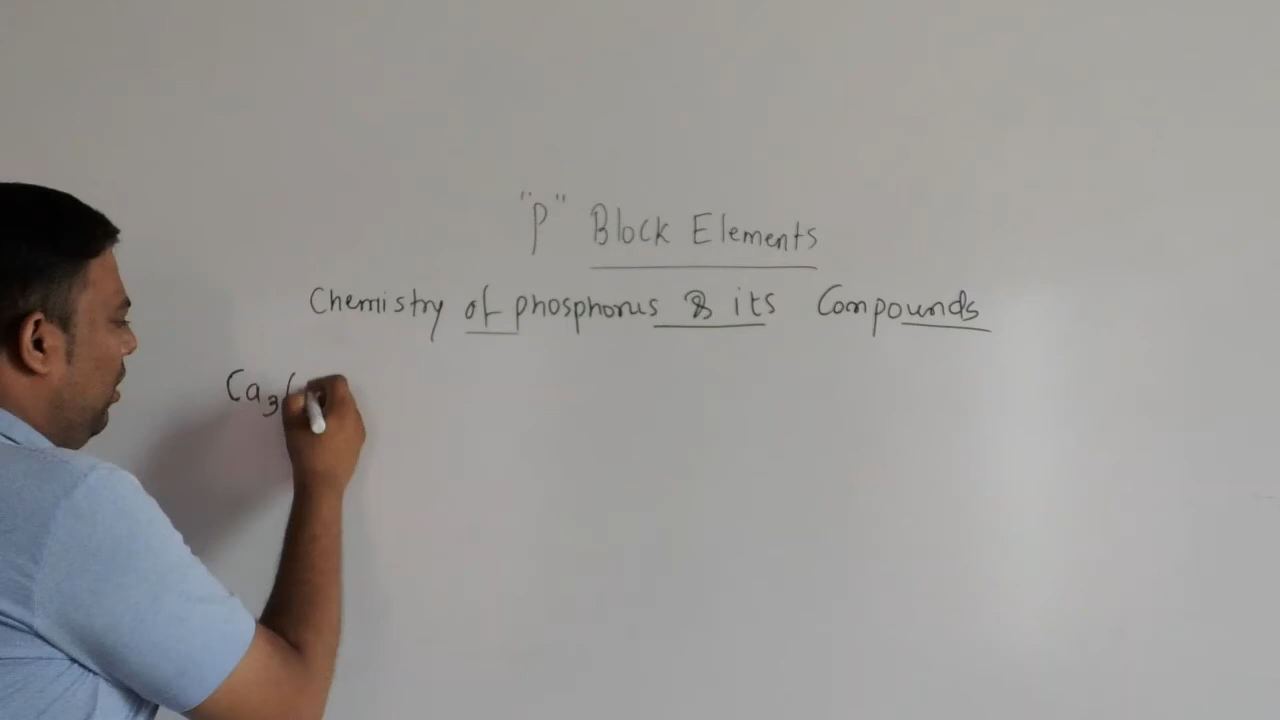 "P" Block Elements
Chemistry of phosphorus & its Compounds
Ca3(